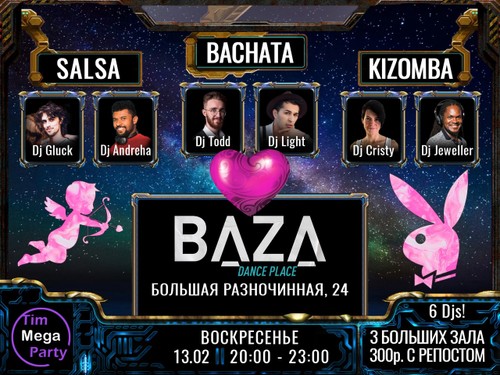 SALSA
BACHATA
KIZOMBA
Dj Gluck
Dj Andreha
Dj Todd
Dj Light
Dj Cristy
Dj Jeweller
BAZA
DANCE PLACE
БОЛЬШАЯ РАЗНОЧИННАЯ, 24
Tim
Mega
Party
ВОСКРЕСЕНЬЕ
13.02 20:00 - 23:00
6 Djs!
3 БОЛЬШИХ ЗАЛА
300р. С РЕПОСТОМ